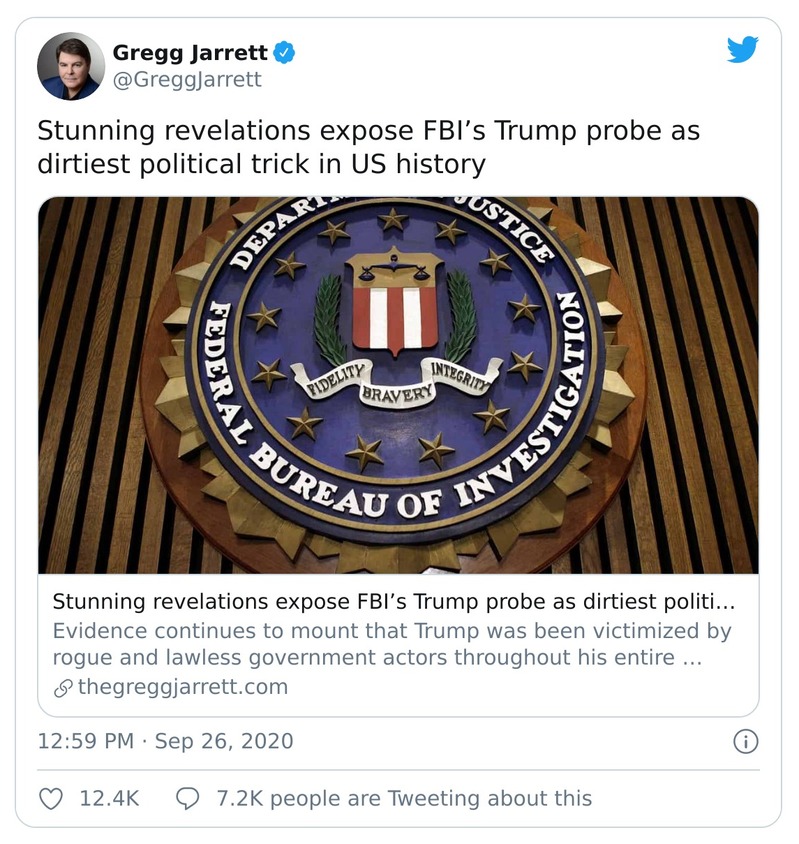 Gregg Jarrett
@GreggJarrett
Stunning revelations expose FBI’s Trump probe as
dirtiest political trick in US history
JUSTICE
FEDERAL BUREAU OF INVESTIGATION
FIDELITY
BRAVERY
INTEGRITY
Stunning revelations expose FBI’s Trump probe as dirtiest politi...
Evidence continues to mount that Trump was been victimized by
rogue and lawless government actors throughout his entire ...
thegreggjarrett.com
12:59 PM · Sep 26, 2020
12.4K
7.2K people are Tweeting about this